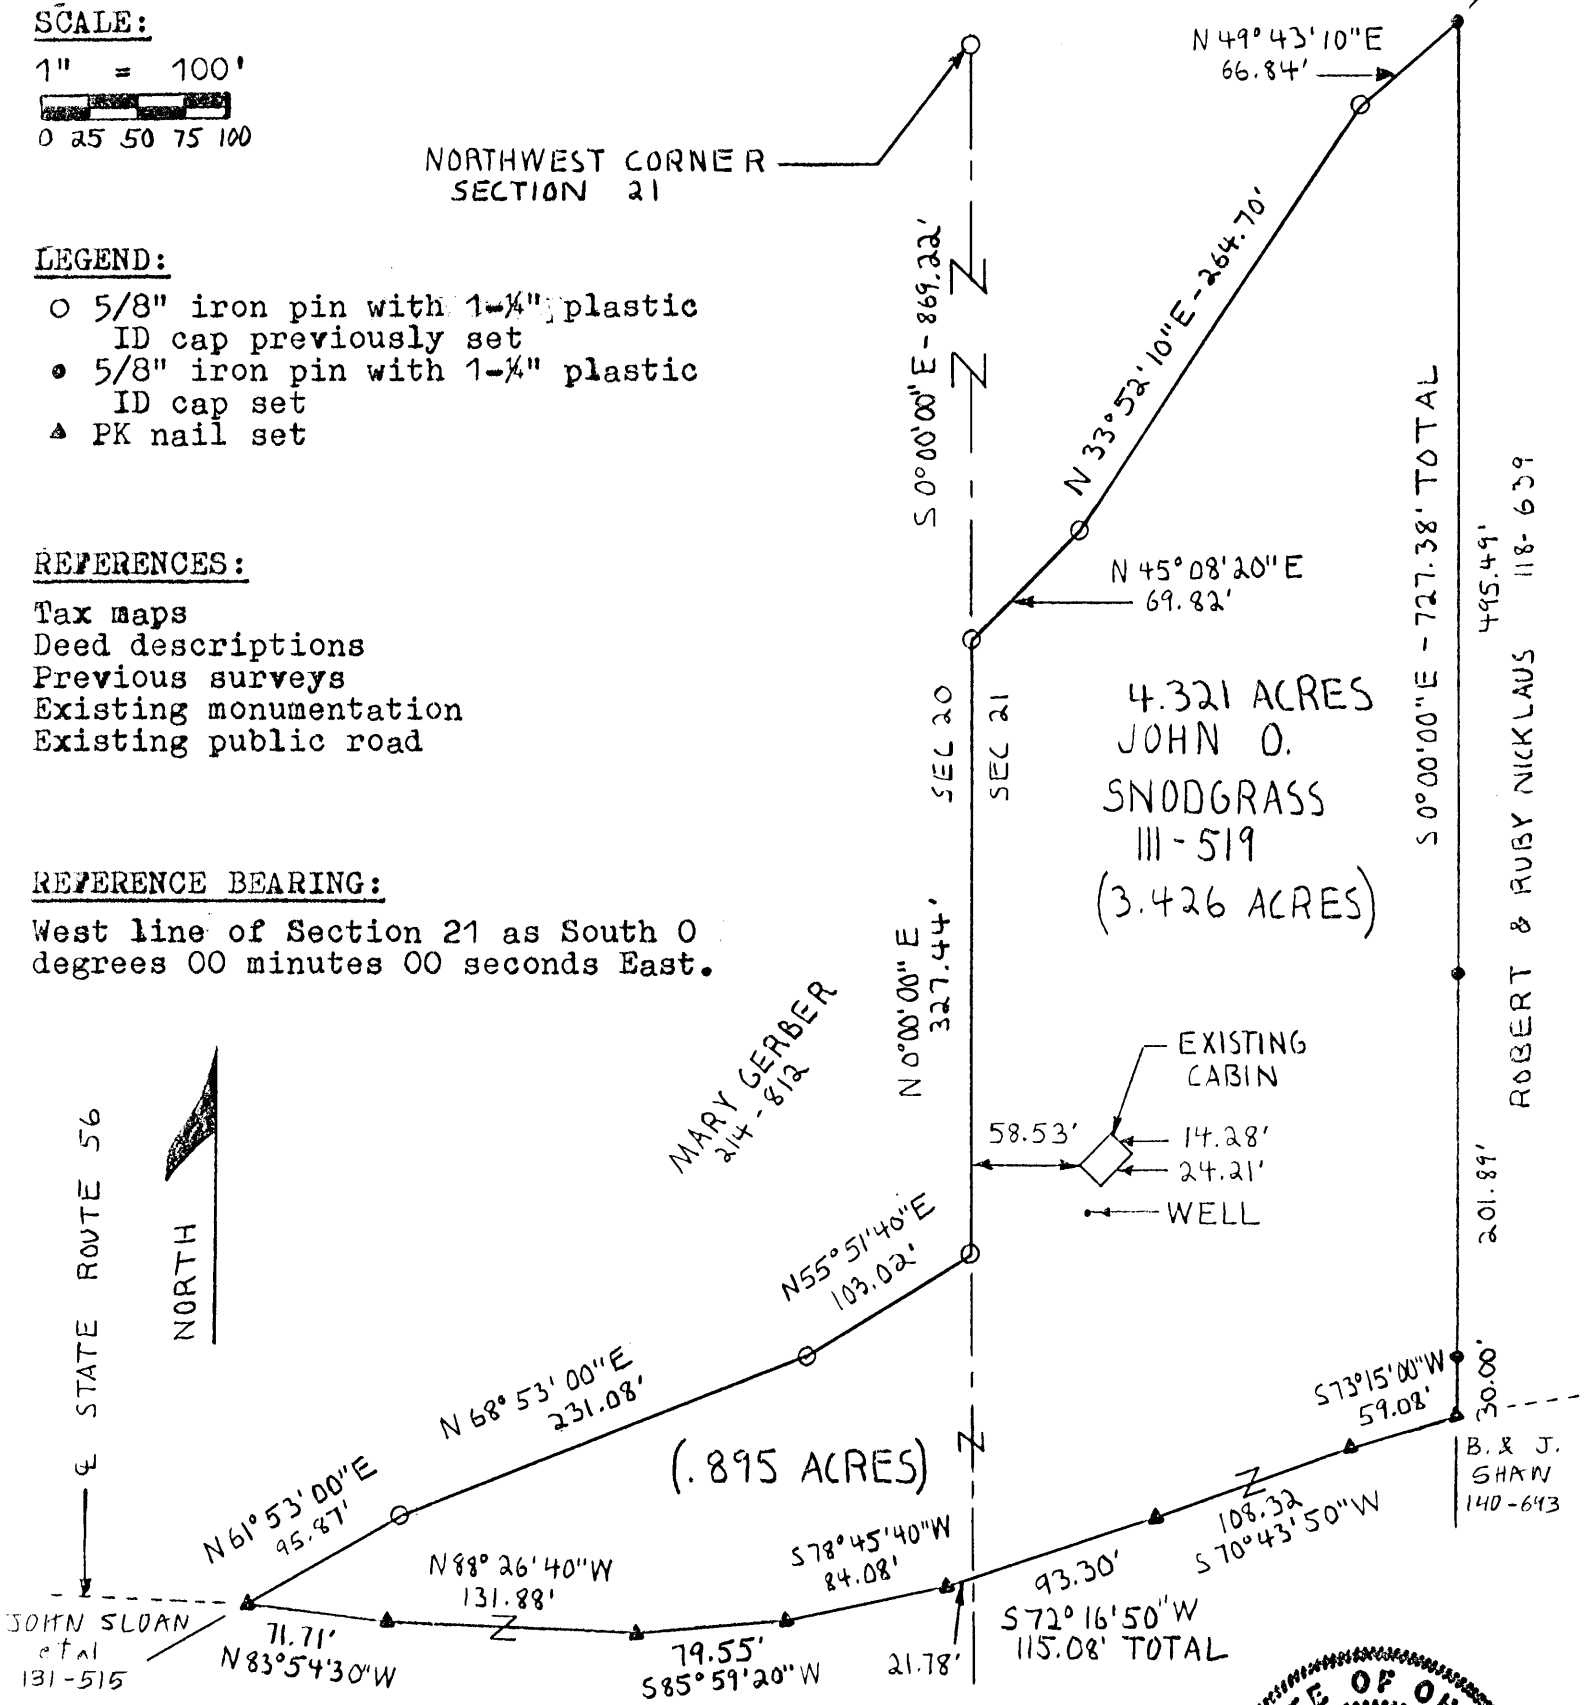 SCALE:
1" = 100'
0 25 50 75 100
NORTHWEST CORNER
SECTION 21
N 49° 43' 10" E
66.84'
LEGEND:
5/8" iron pin with 1-¼" plastic
ID cap previously set
5/8" iron pin with 1-¼" plastic
ID cap set
PK nail set
S 0°00'00" E - 869.22'
N 33° 52' 10" E - 264.70'
REFERENCES:
Tax maps
Deed descriptions
Previous surveys
Existing monumentation
Existing public road
N 45° 08' 20" E
69.82'
S 0°00'00" E - 727.38' TOTAL
495.49'
ROBERT & RUBY NICKLAUS 118-639
SEC 20
SEC 21
4.321 ACRES
JOHN O.
SNODGRASS
111-519
(3.426 ACRES)
REFERENCE BEARING:
West line of Section 21 as South 0
degrees 00 minutes 00 seconds East.
N 0°00'00" E
327.44'
MARY GERBER
214-812
EXISTING
CABIN
58.53'
14.28'
24.21'
WELL
201.89'
℄ STATE ROUTE 56
NORTH
N 55° 51' 40" E
103.02'
N 68° 53' 00" E
231.08'
S 73° 15' 00" W
59.08'
30.00'
(.895 ACRES)
B. & J.
SHAW
140-643
N 61° 53' 00" E
95.87'
N 88° 26' 40" W
131.88'
S 78° 45' 40" W
84.08'
108.32
S 70° 43' 50" W
93.30'
S 72° 16' 50" W
115.08' TOTAL
JOHN SLOAN
et al
131-515
71.71'
N 83° 54' 30" W
79.55'
S 85° 59' 20" W
21.78'
OF